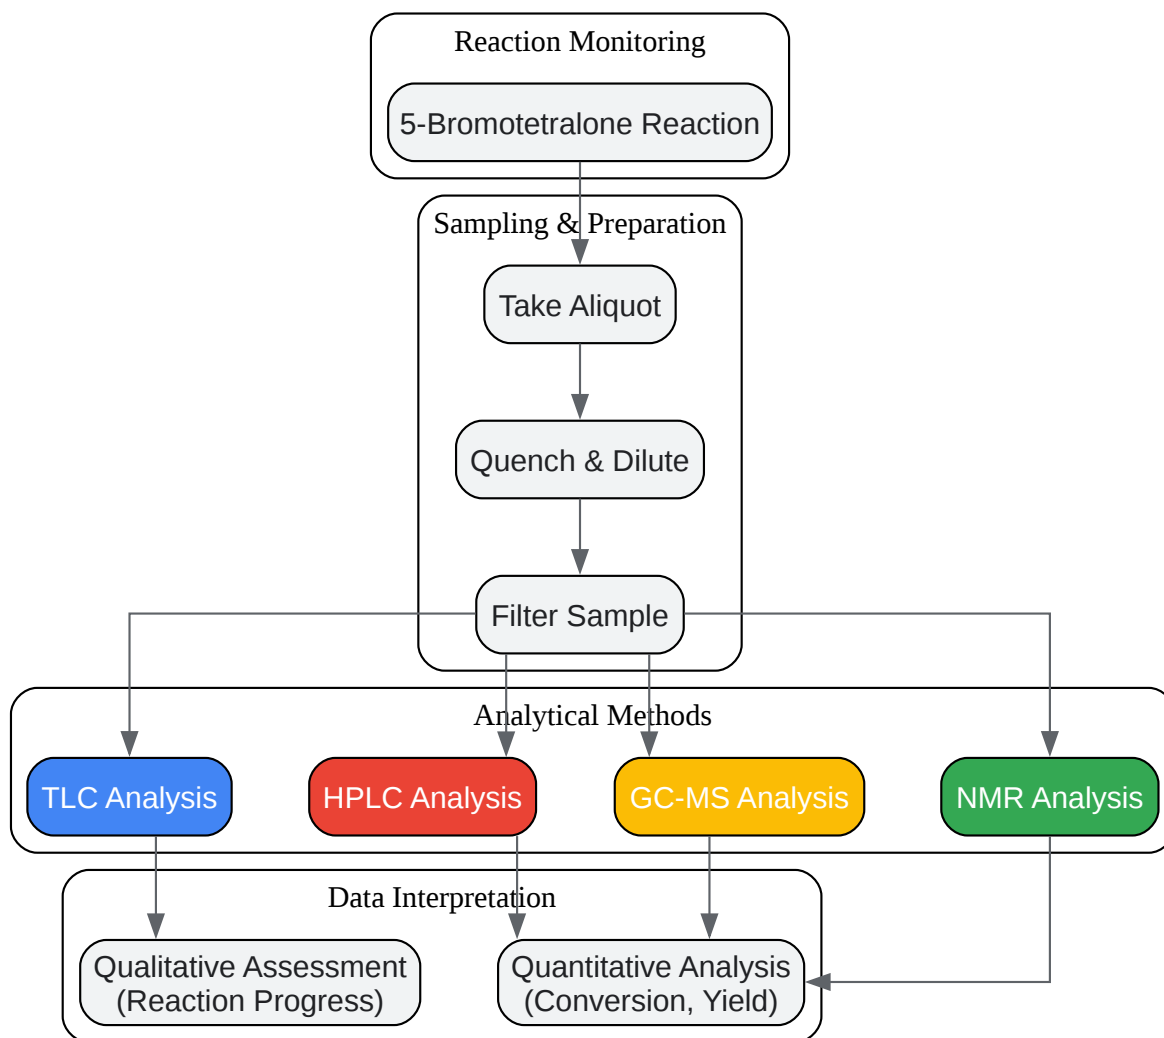 Reaction Monitoring
5-Bromotetralone Reaction
Sampling & Preparation
Take Aliquot
Quench & Dilute
Filter Sample
Analytical Methods
TLC Analysis
HPLC Analysis
GC-MS Analysis
NMR Analysis
Data Interpretation
Qualitative Assessment
(Reaction Progress)
Quantitative Analysis
(Conversion, Yield)